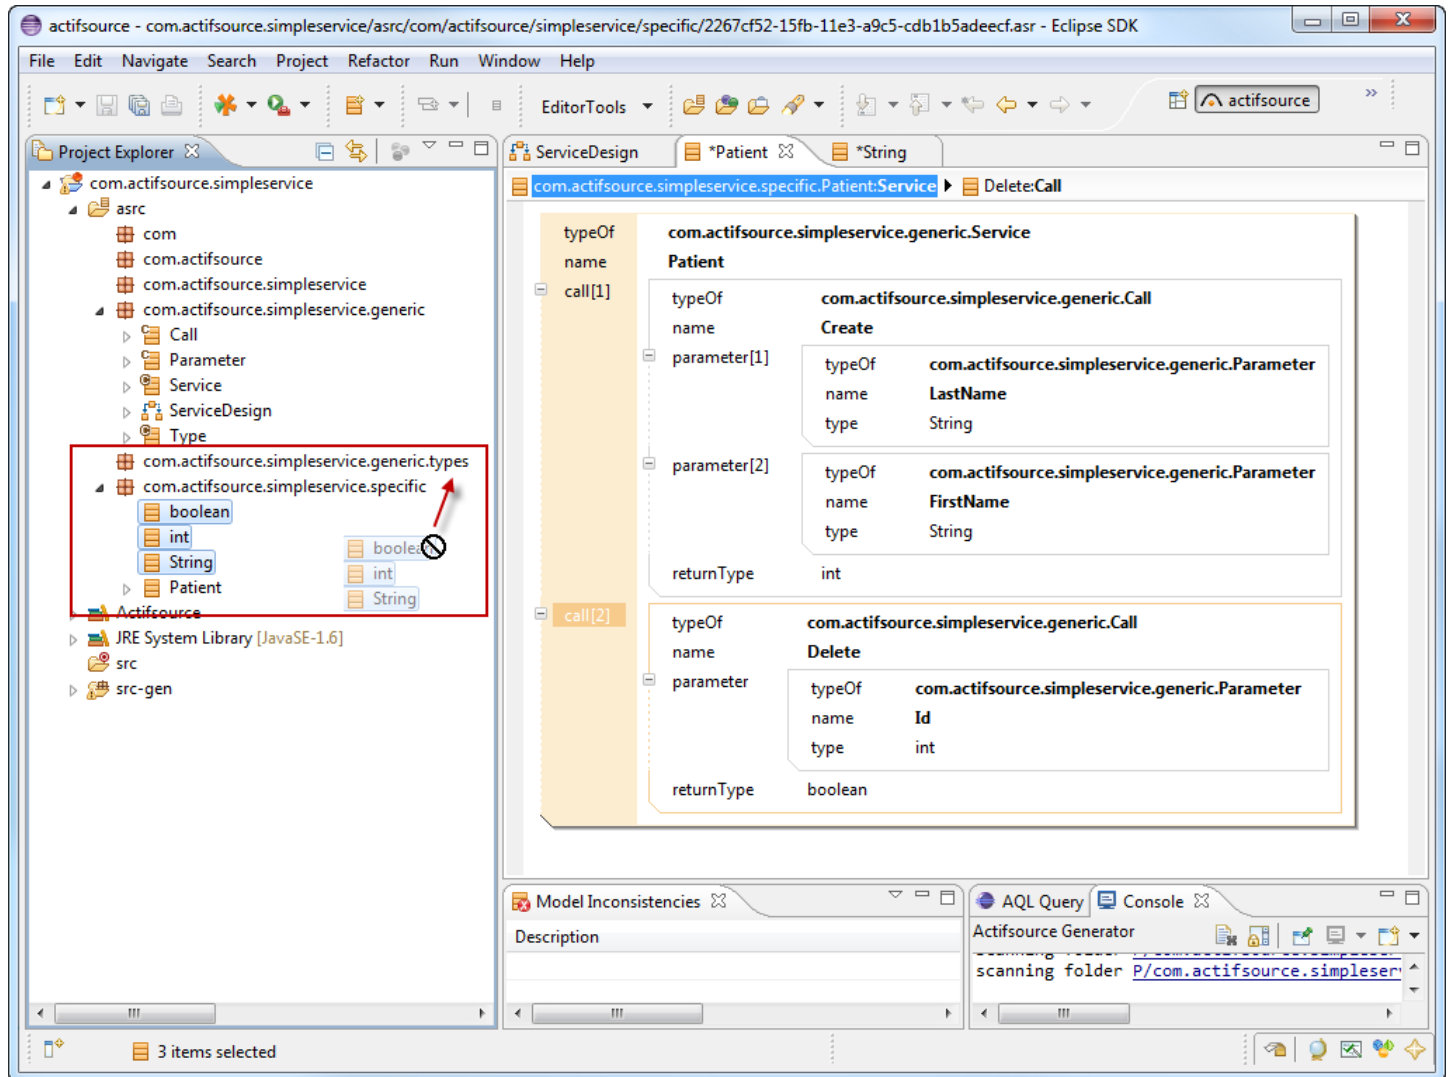 actifsource - com.actifsource.simpleservice/asrc/com/actifsource/simpleservice/specific/2267cf52-15fb-11e3-a9c5-cdb1b5adeecf.asr - Eclipse SDK
File Edit Navigate Search Project Refactor Run Window Help
EditorTools
actifsource
Project Explorer
com.actifsource.simpleservice
asrc
com
com.actifsource
com.actifsource.simpleservice
com.actifsource.simpleservice.generic
Call
Parameter
Service
ServiceDesign
Type
com.actifsource.simpleservice.generic.types
com.actifsource.simpleservice.specific
boolean
int
String
Patient
boolean
int
String
Actifsource
JRE System Library [JavaSE-1.6]
src
src-gen
ServiceDesign *Patient *String
com.actifsource.simpleservice.specific.Patient:Service Delete:Call
typeOf com.actifsource.simpleservice.generic.Service
name Patient
call[1]
typeOf com.actifsource.simpleservice.generic.Call
name Create
parameter[1]
typeOf com.actifsource.simpleservice.generic.Parameter
name LastName
type String
parameter[2]
typeOf com.actifsource.simpleservice.generic.Parameter
name FirstName
type String
returnType int
call[2]
typeOf com.actifsource.simpleservice.generic.Call
name Delete
parameter
typeOf com.actifsource.simpleservice.generic.Parameter
name Id
type int
returnType boolean
Model Inconsistencies
Description
AQL Query Console
Actifsource Generator
scanning folder P/com.actifsource.simpleser
3 items selected